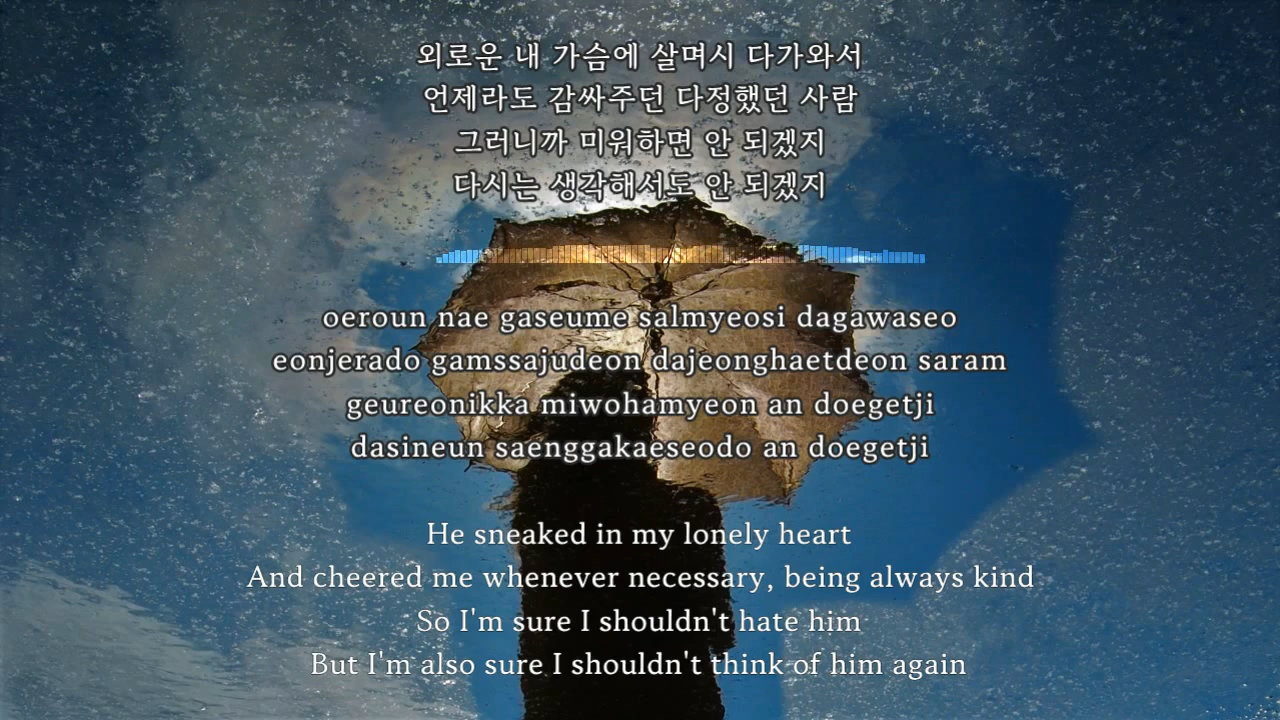 외로운 내 가슴에 살며시 다가와서
언제라도 감싸주던 다정했던 사람
그러니까 미워하면 안 되겠지
다시는 생각해서도 안 되겠지
oeroun nae gaseume salmyeosi dagawaseo
eonjerado gamssajudeon dajeonghaetdeon saram
geureonikka miwohamyeon an doegetji
dasineun saenggakaeseodo an doegetji
He sneaked in my lonely heart
And cheered me whenever necessary, being always kind
So I'm sure I shouldn't hate him
But I'm also sure I shouldn't think of him again